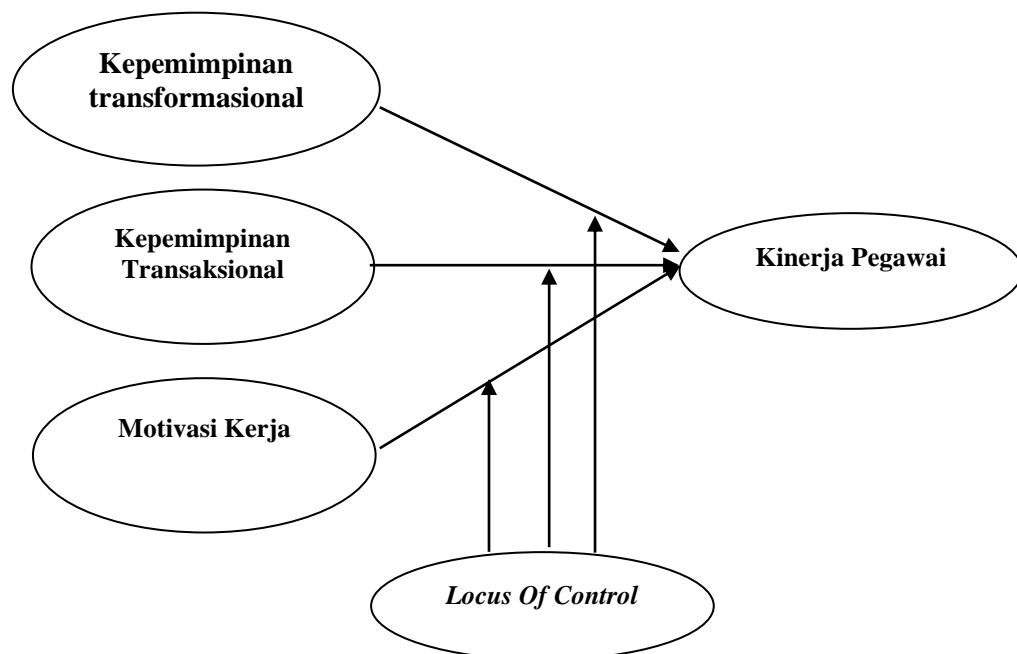 Kepemimpinan
transformasional
Kepemimpinan
Transaksional
Kinerja Pegawai
Motivasi Kerja
Locus Of Control